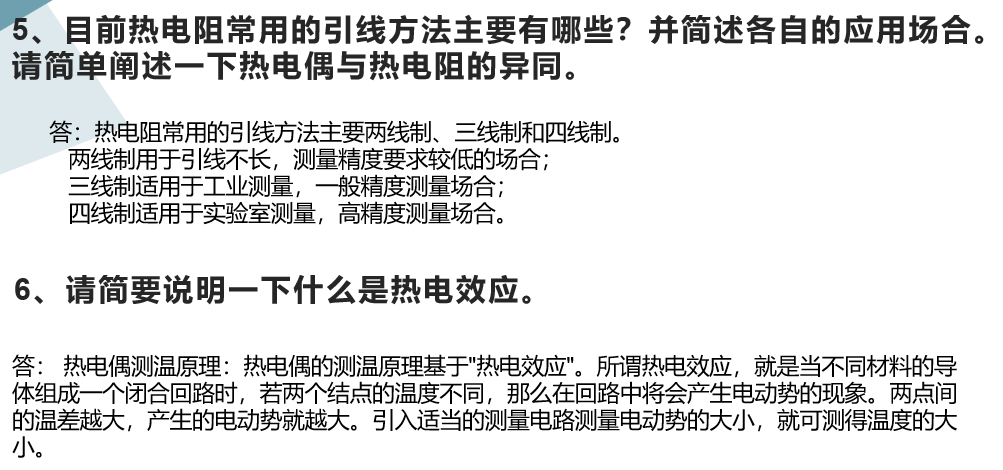 5、目前热电阻常用的引线方法主要有哪些？并简述各自的应用场合。
请简单阐述一下热电偶与热电阻的异同。
答：热电阻常用的引线方法主要两线制、三线制和四线制。
两线制用于引线不长，测量精度要求较低的场合；
三线制适用于工业测量，一般精度测量场合；
四线制适用于实验室测量，高精度测量场合。
6、请简要说明一下什么是热电效应。
答： 热电偶测温原理：热电偶的测温原理基于"热电效应"。所谓热电效应，就是当不同材料的导
体组成一个闭合回路时，若两个结点的温度不同，那么在回路中将会产生电动势的现象。两点间
的温差越大，产生的电动势就越大。引入适当的测量电路测量电动势的大小，就可测得温度的大
小。